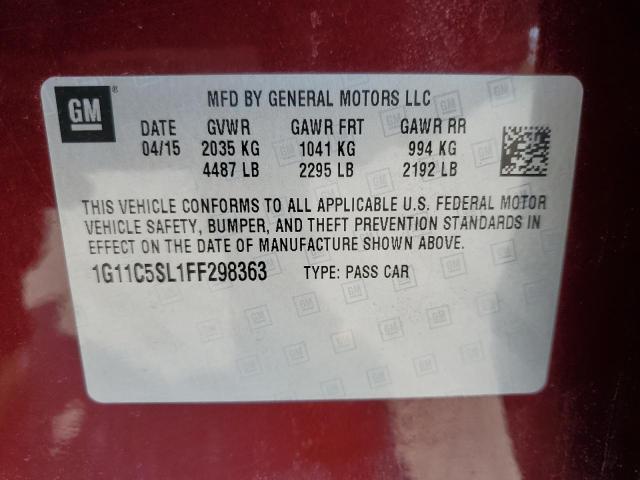 GM®
MFD BY GENERAL MOTORS LLC
DATE GVWR GAWR FRT GAWR RR
04/15 2035 KG 1041 KG 994 KG
4487 LB 2295 LB 2192 LB
THIS VEHICLE CONFORMS TO ALL APPLICABLE U.S. FEDERAL MOTOR
VEHICLE SAFETY, BUMPER, AND THEFT PREVENTION STANDARDS IN
EFFECT ON THE DATE OF MANUFACTURE SHOWN ABOVE.
1G11C5SL1FF298363 TYPE: PASS CAR